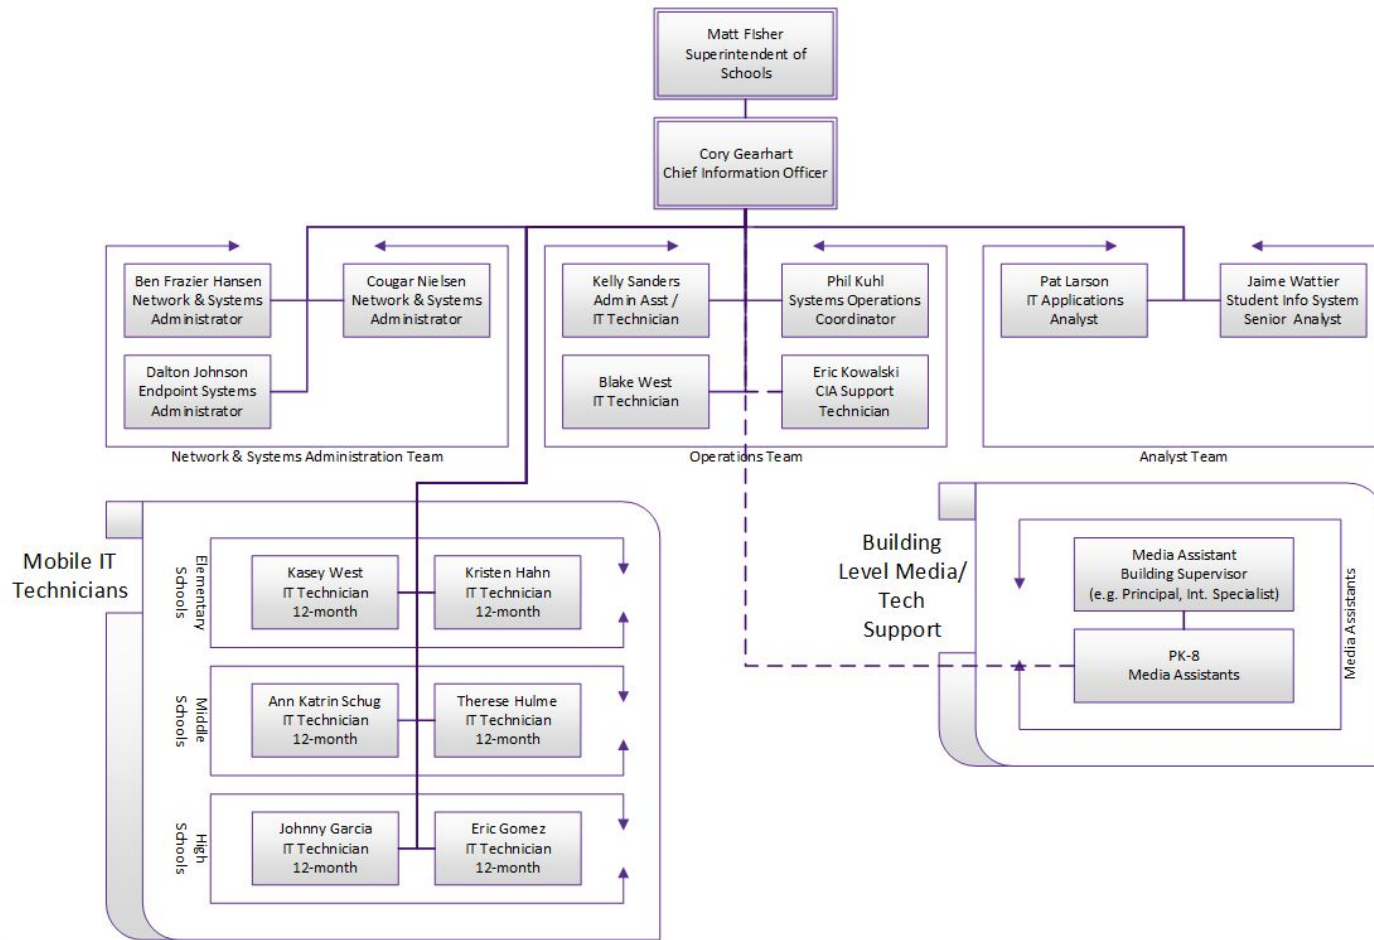 Matt Fisher
Superintendent of
Schools
Cory Gearhart
Chief Information Officer
Ben Frazier Hansen
Network & Systems
Administrator
Cougar Nielsen
Network & Systems
Administrator
Dalton Johnson
Endpoint Systems
Administrator
Network & Systems Administration Team
Kelly Sanders
Admin Asst /
IT Technician
Phil Kuhl
Systems Operations
Coordinator
Blake West
IT Technician
Eric Kowalski
CIA Support
Technician
Operations Team
Pat Larson
IT Applications
Analyst
Jaime Wattier
Student Info System
Senior Analyst
Analyst Team
Mobile IT
Technicians
Elementary
Schools
Kasey West
IT Technician
12-month
Kristen Hahn
IT Technician
12-month
Middle
Schools
Ann Katrin Schug
IT Technician
12-month
Therese Hulme
IT Technician
12-month
High
Schools
Johnny Garcia
IT Technician
12-month
Eric Gomez
IT Technician
12-month
Building
Level Media/
Tech
Support
Media Assistant
Building Supervisor
(e.g. Principal, Int. Specialist)
PK-8
Media Assistants
Media Assistants